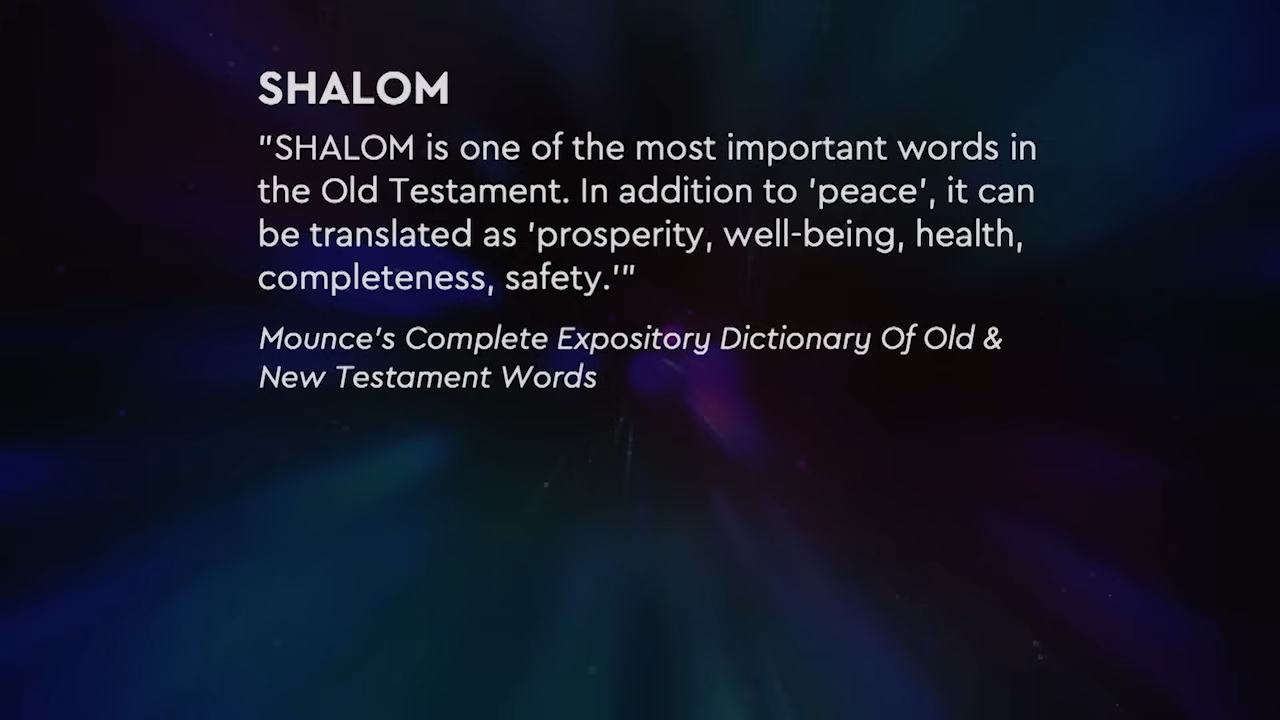 SHALOM
"SHALOM is one of the most important words in
the Old Testament. In addition to 'peace', it can
be translated as 'prosperity, well-being, health,
completeness, safety.'"
Mounce's Complete Expository Dictionary Of Old &
New Testament Words